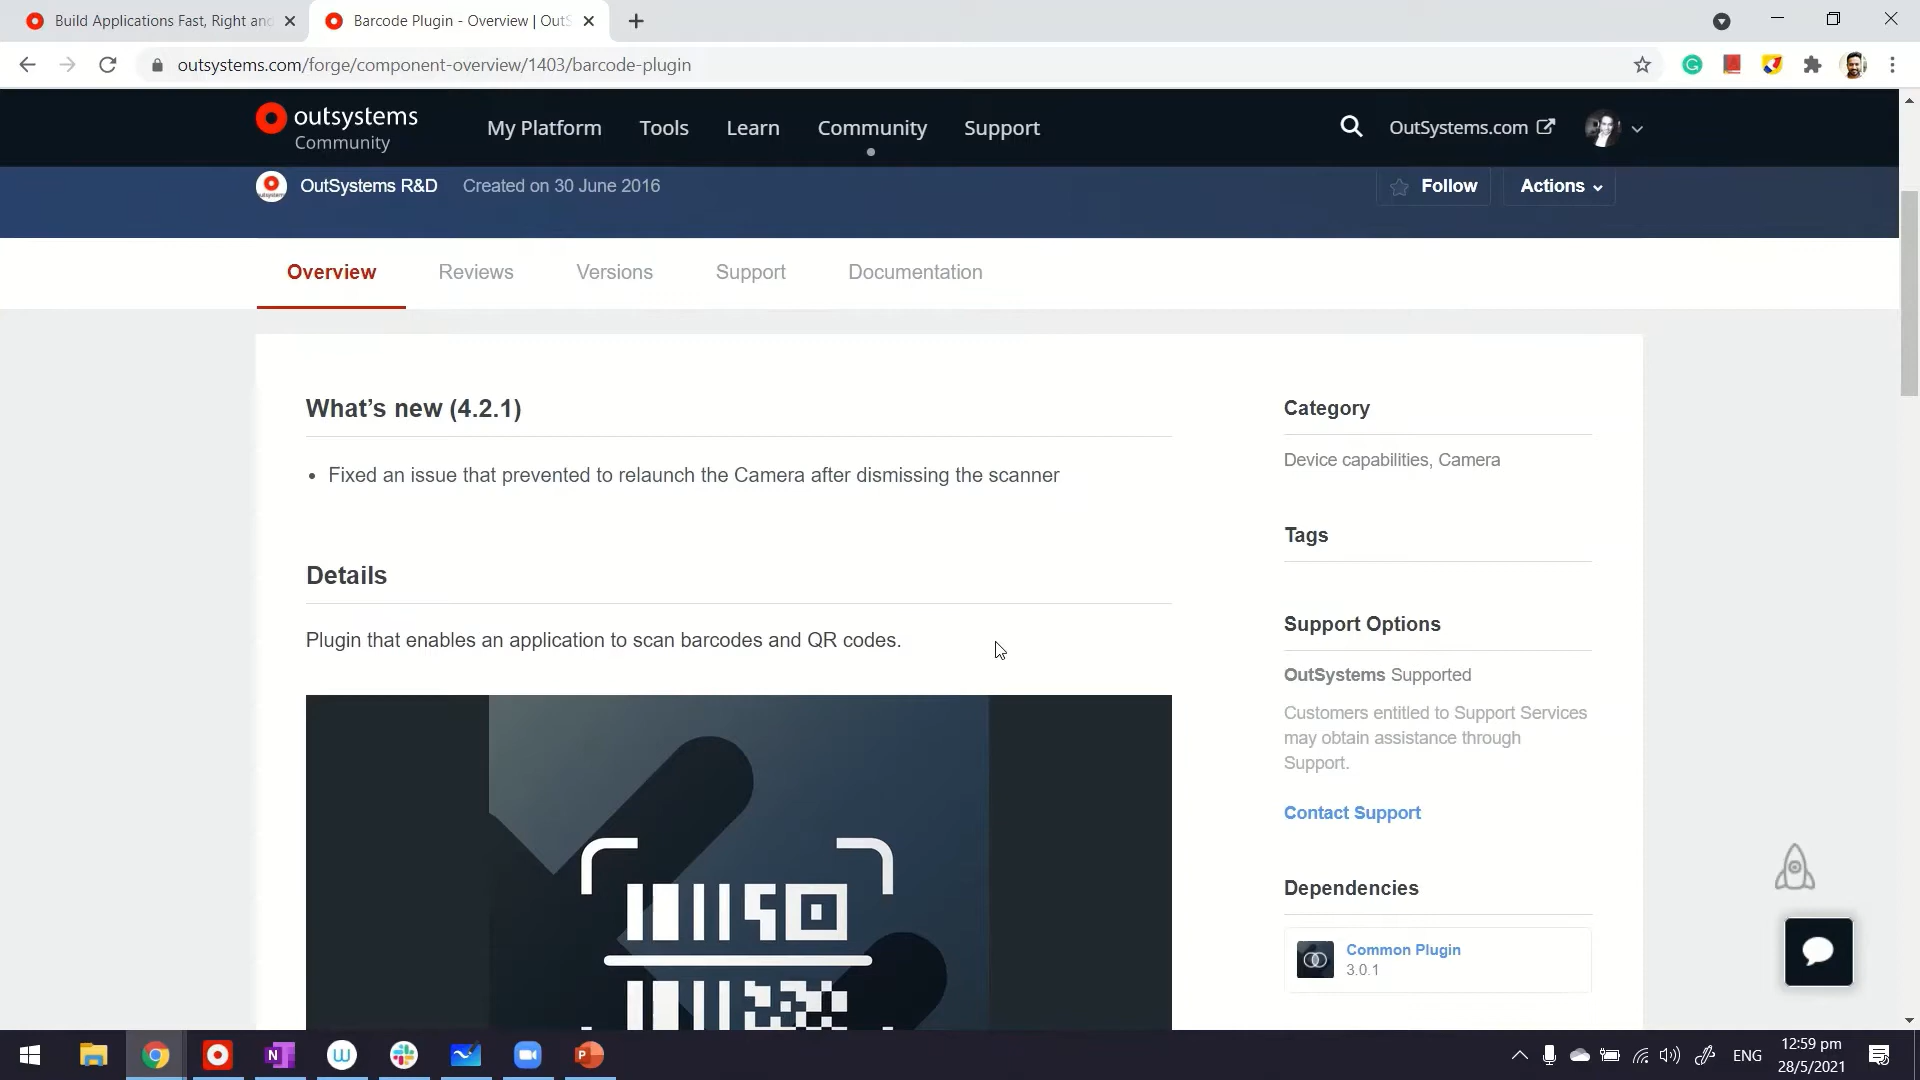 Build Applications Fast, Right and
Barcode Plugin - Overview | OutS
outsystems.com/forge/component-overview/1403/barcode-plugin
outsystems
Community
My Platform
Tools
Learn
Community
Support
OutSystems.com
OutSystems R&D
Created on 30 June 2016
Follow
Actions
Overview
Reviews
Versions
Support
Documentation
What’s new (4.2.1)
• Fixed an issue that prevented to relaunch the Camera after dismissing the scanner
Details
Plugin that enables an application to scan barcodes and QR codes.
Category
Device capabilities, Camera
Tags
Support Options
OutSystems Supported
Customers entitled to Support Services
may obtain assistance through
Support.
Contact Support
Dependencies
Common Plugin
3.0.1
ENG
12:59 pm
28/5/2021